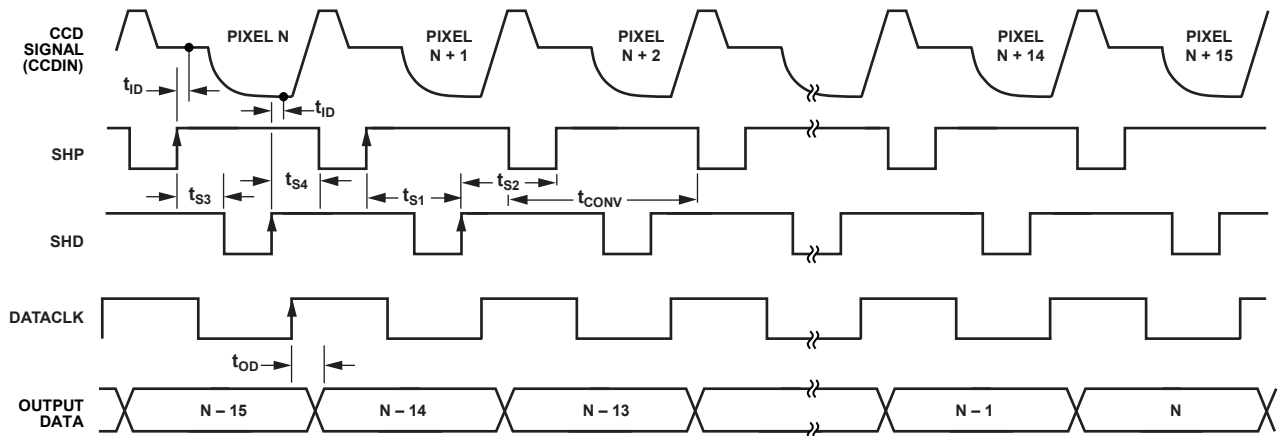 CCD
SIGNAL
(CCDIN)
PIXEL N
PIXEL
N + 1
PIXEL
N + 2
PIXEL
N + 14
PIXEL
N + 15
tID
tID
SHP
tS3
tS4
tS1
tS2
tCONV
SHD
DATACLK
tOD
OUTPUT
DATA
N – 15
N – 14
N – 13
N – 1
N